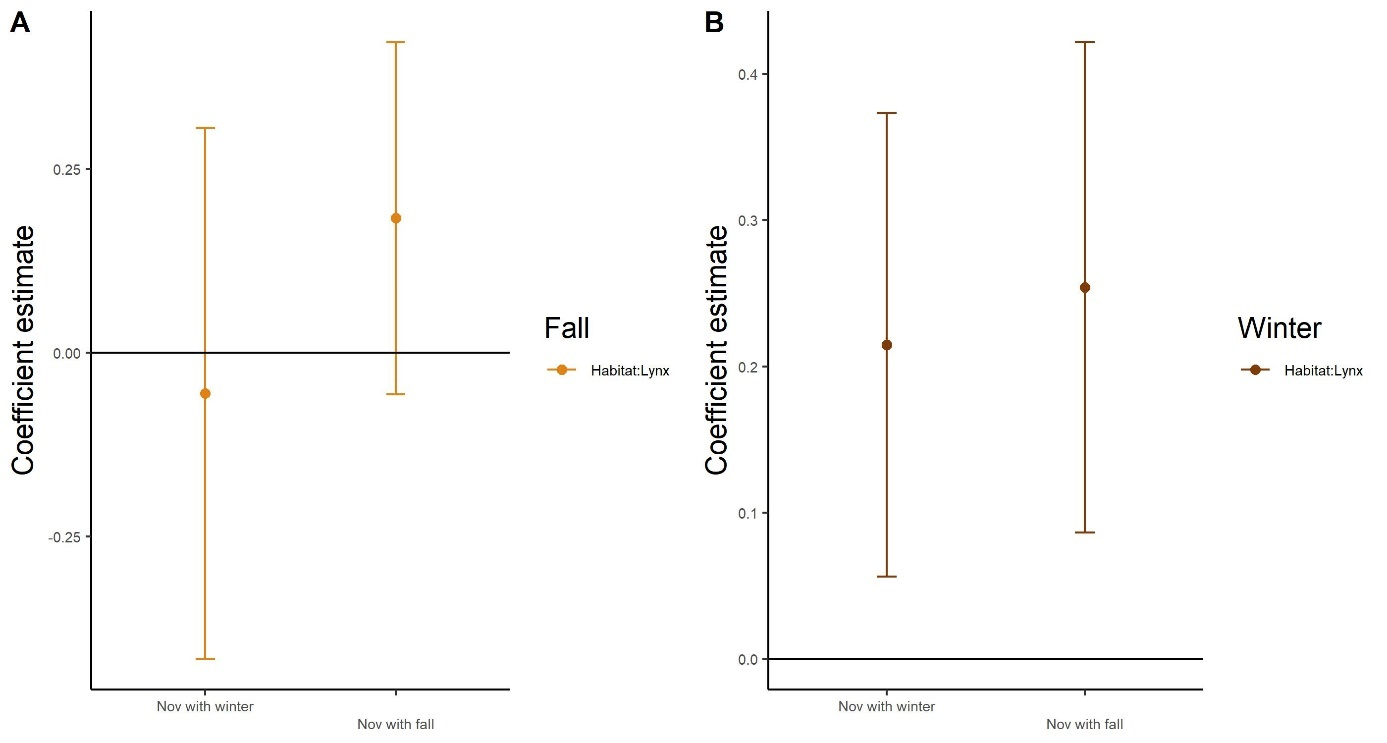 A
Coefficient estimate
0.25
0.00
-0.25
Nov with winter
Nov with fall
Fall
Habitat:Lynx
B
Coefficient estimate
0.4
0.3
0.2
0.1
0.0
Nov with winter
Nov with fall
Winter
Habitat:Lynx